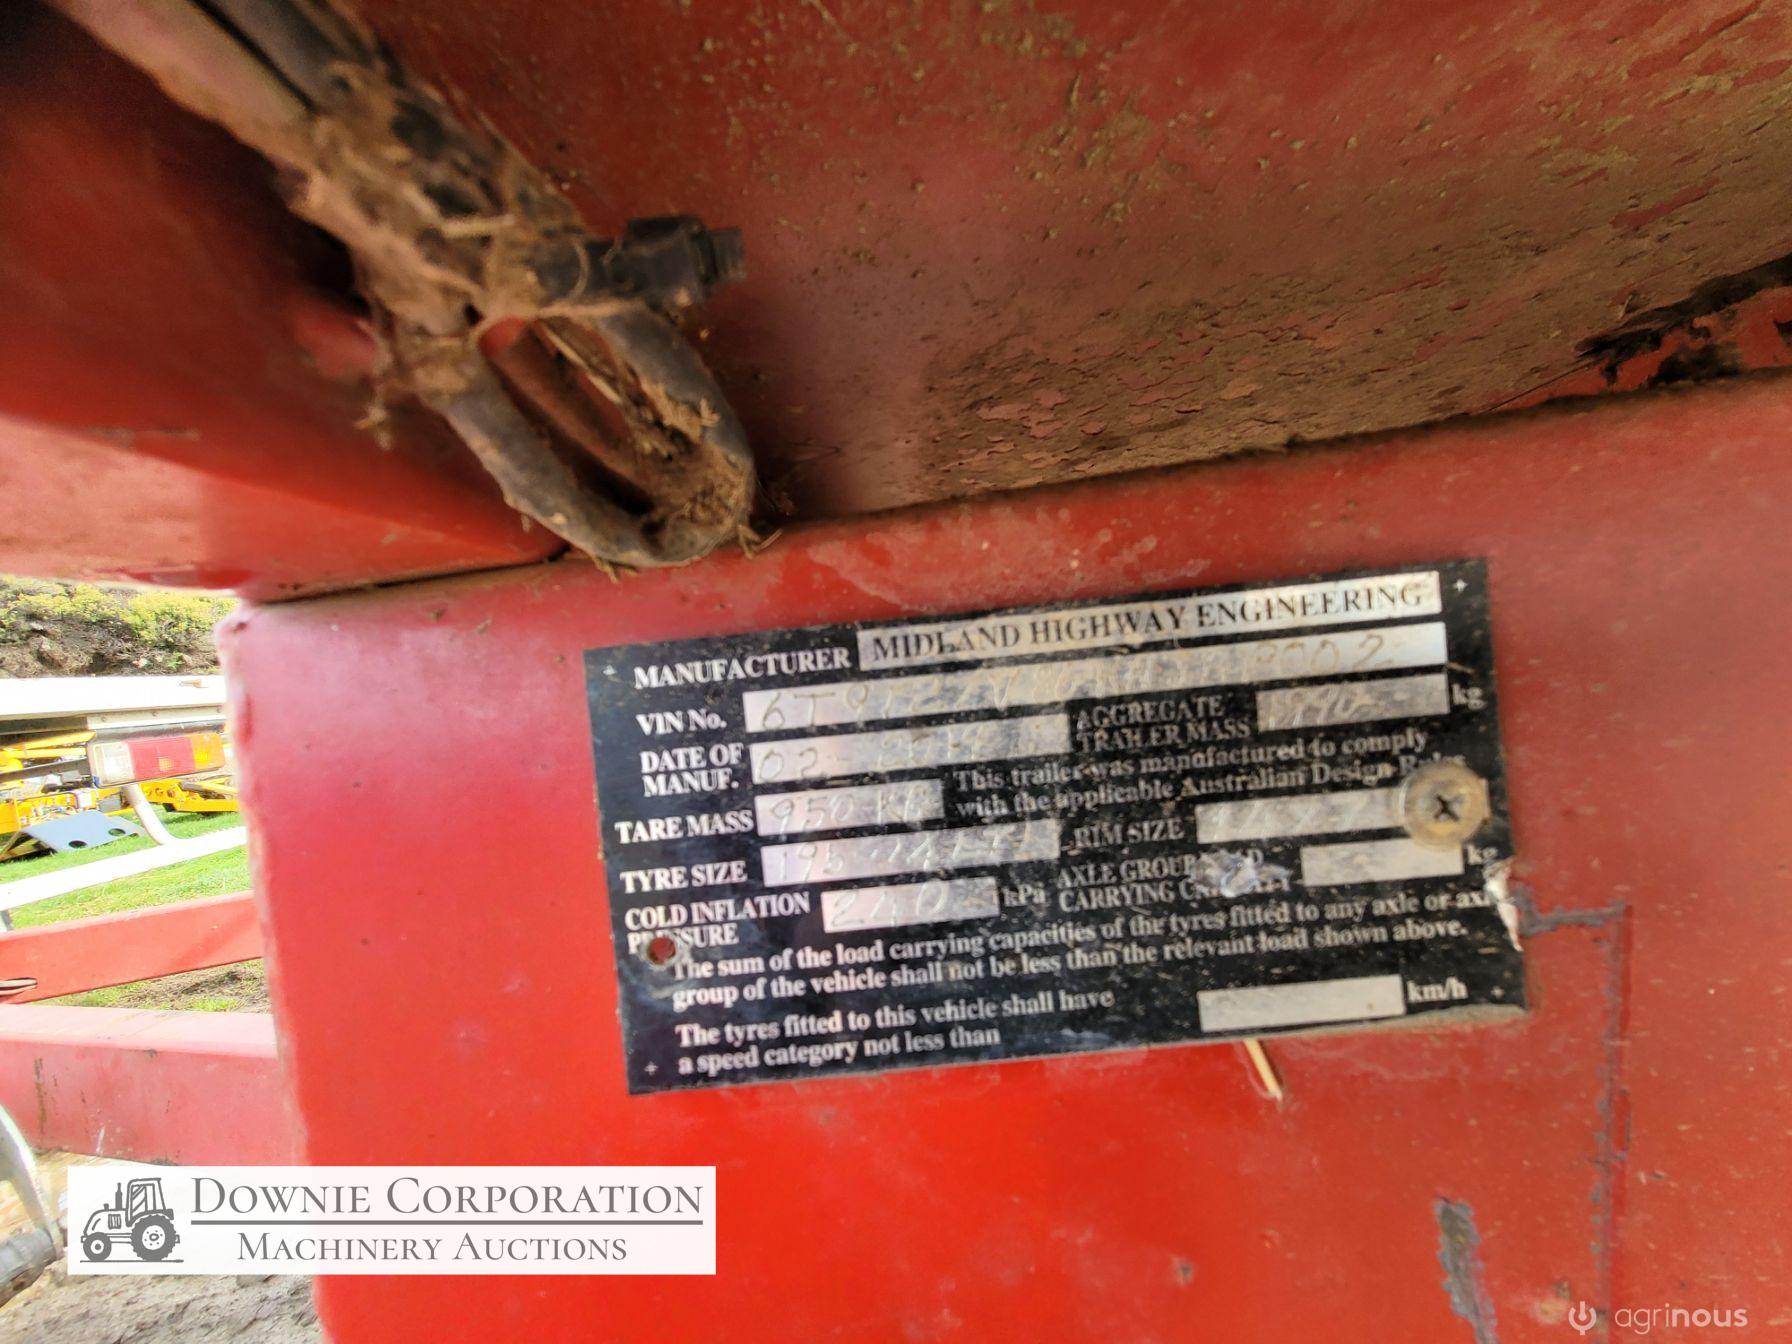 MANUFACTURER MIDLAND HIGHWAY ENGINEERING
VIN No. 6T9T2
DATE OF
MANUF. 02-
AGGREGATE
TRAILER MASS kg
This trailer was manufactured to comply
with the applicable Australian Design Rules
TARE MASS 950 KG
TYRE SIZE 195
RIM SIZE
COLD INFLATION
PRESSURE 240 kPa
AXLE GROUP LOAD
CARRYING CAPACITY kg
The sum of the load carrying capacities of the tyres fitted to any axle or axle
group of the vehicle shall not be less than the relevant load shown above.
The tyres fitted to this vehicle shall have
a speed category not less than km/h
DOWNIE CORPORATION
MACHINERY AUCTIONS
agrinous